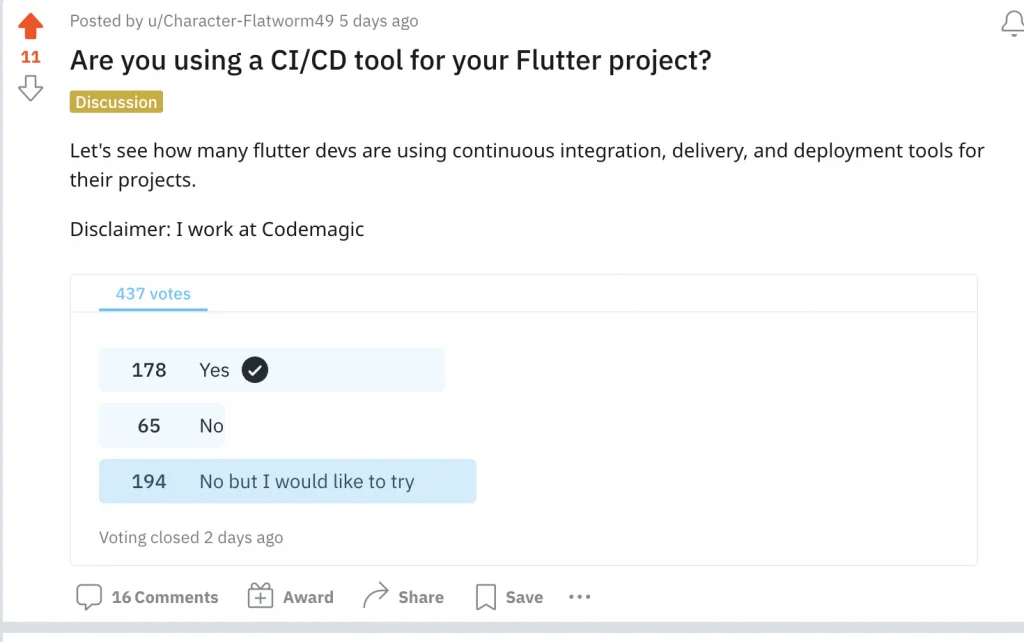 Posted by u/Character-Flatworm49 5 days ago
11
Are you using a CI/CD tool for your Flutter project?
Discussion
Let's see how many flutter devs are using continuous integration, delivery, and deployment tools for
their projects.
Disclaimer: I work at Codemagic
437 votes
178 Yes
65 No
194 No but I would like to try
Voting closed 2 days ago
16 Comments Award Share Save